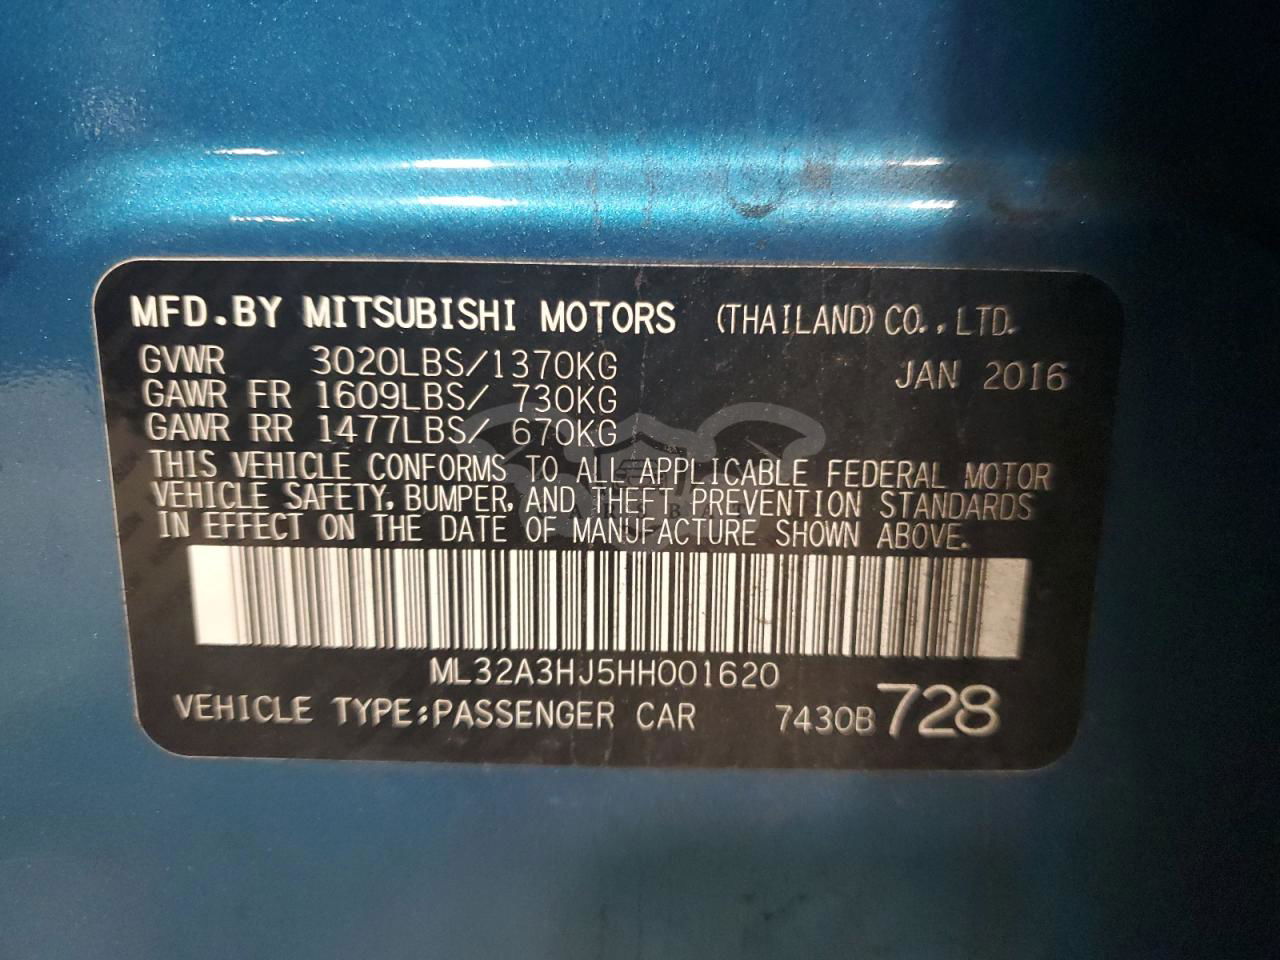 MFD.BY MITSUBISHI MOTORS (THAILAND) CO.,LTD.
GVWR 3020LBS/1370KG JAN 2016
GAWR FR 1609LBS/ 730KG
GAWR RR 1477LBS/ 670KG
THIS VEHICLE CONFORMS TO ALL APPLICABLE FEDERAL MOTOR
VEHICLE SAFETY, BUMPER, AND THEFT PREVENTION STANDARDS
IN EFFECT ON THE DATE OF MANUFACTURE SHOWN ABOVE.
ML32A3HJ5HH001620
VEHICLE TYPE:PASSENGER CAR 7430B 728